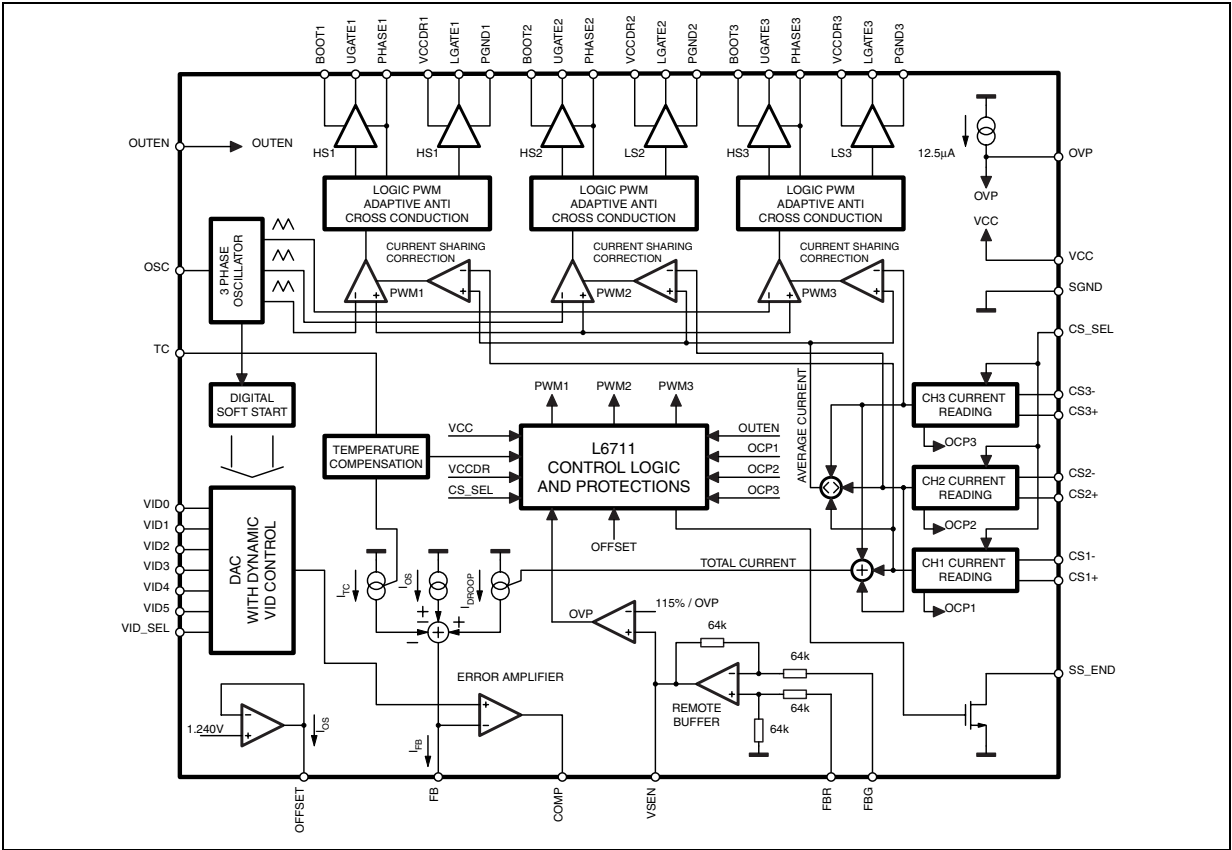 BOOT1
UGATE1
PHASE1
VCCDR1
LGATE1
PGND1
BOOT2
UGATE2
PHASE2
VCCDR2
LGATE2
PGND2
BOOT3
UGATE3
PHASE3
VCCDR3
LGATE3
PGND3
OUTEN
OUTEN
HS1
HS1
HS2
LS2
HS3
LS3
12.5µA
OVP
OVP
LOGIC PWM
ADAPTIVE ANTI
CROSS CONDUCTION
LOGIC PWM
ADAPTIVE ANTI
CROSS CONDUCTION
LOGIC PWM
ADAPTIVE ANTI
CROSS CONDUCTION
VCC
VCC
OSC
3 PHASE
OSCILLATOR
CURRENT SHARING
CORRECTION
CURRENT SHARING
CORRECTION
CURRENT SHARING
CORRECTION
PWM1
PWM2
PWM3
SGND
CS_SEL
TC
DIGITAL
SOFT START
TEMPERATURE
COMPENSATION
PWM1
PWM2
PWM3
VCC
VCCDR
CS_SEL
L6711
CONTROL LOGIC
AND PROTECTIONS
OUTEN
OCP1
OCP2
OCP3
OFFSET
AVERAGE CURRENT
CH3 CURRENT
READING
CS3-
CS3+
OCP3
CH2 CURRENT
READING
CS2-
CS2+
OCP2
CH1 CURRENT
READING
CS1-
CS1+
OCP1
TOTAL CURRENT
VID0
VID1
VID2
VID3
VID4
VID5
VID_SEL
DAC
WITH DYNAMIC
VID CONTROL
ITC
IOS
IDROOP
OVP
115% / OVP
64k
64k
64k
64k
REMOTE
BUFFER
SS_END
ERROR AMPLIFIER
1.240V
IOS
IFB
OFFSET
FB
COMP
VSEN
FBR
FBG